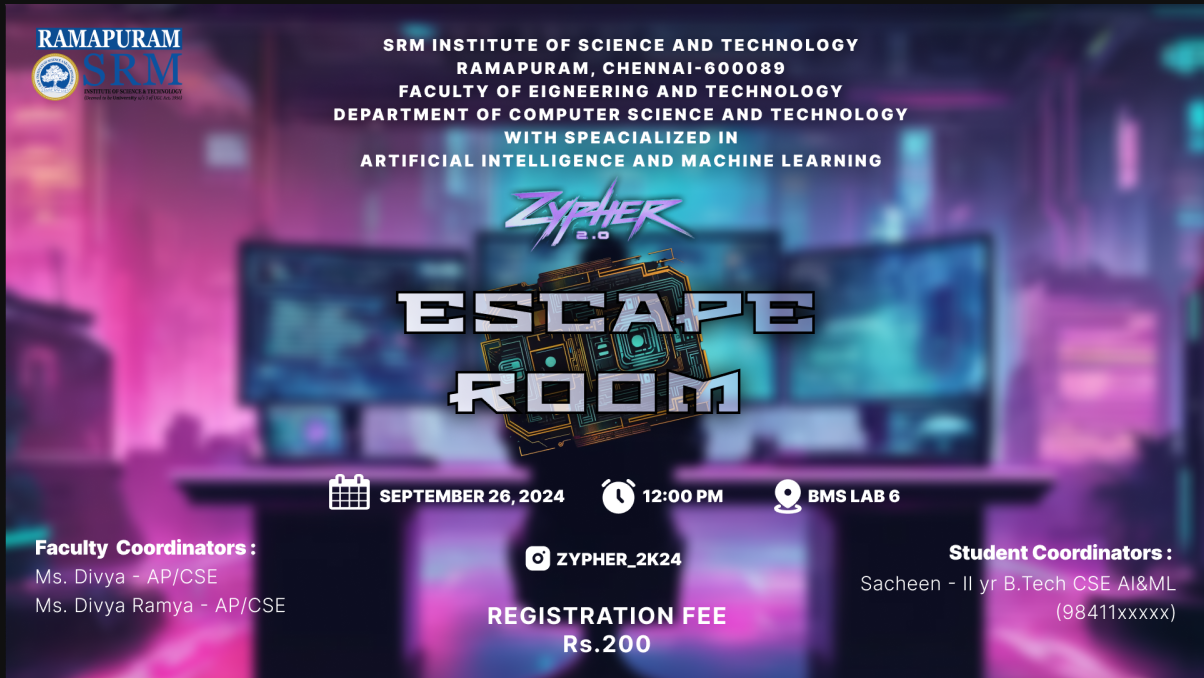 RAMAPURAM
SRM
INSTITUTE OF SCIENCE & TECHNOLOGY
SRM INSTITUTE OF SCIENCE AND TECHNOLOGY
RAMAPURAM, CHENNAI-600089
FACULTY OF EIGNEERING AND TECHNOLOGY
DEPARTMENT OF COMPUTER SCIENCE AND TECHNOLOGY
WITH SPEACIALIZED IN
ARTIFICIAL INTELLIGENCE AND MACHINE LEARNING
ZYPHER
2.0
ESCAPE
ROOM
SEPTEMBER 26, 2024
12:00 PM
BMS LAB 6
Faculty Coordinators :
Ms. Divya - AP/CSE
Ms. Divya Ramya - AP/CSE
ZYPHER_2K24
REGISTRATION FEE
Rs.200
Student Coordinators :
Sacheen - II yr B.Tech CSE AI&ML
(98411xxxxx)